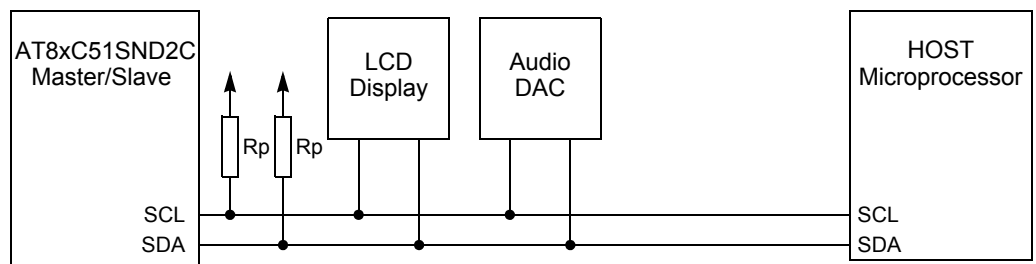 AT8xC51SND2C
Master/Slave
LCD
Display
Audio
DAC
HOST
Microprocessor
Rp
Rp
SCL
SCL
SDA
SDA